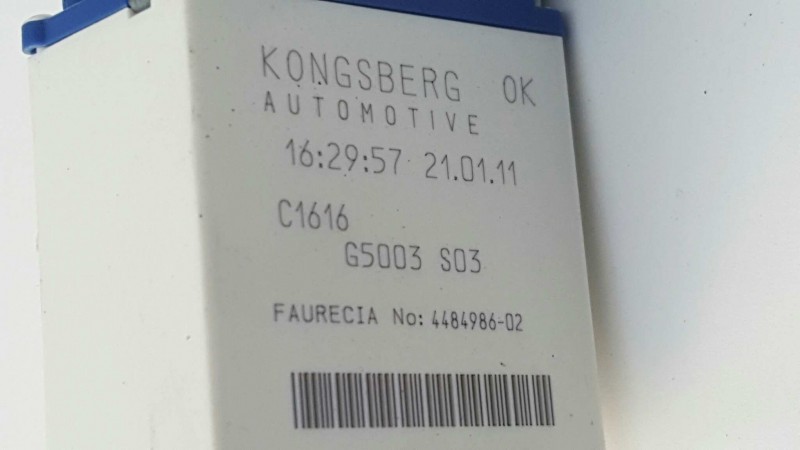 KONGSBERG OK
AUTOMOTIVE
16:29:57 21.01.11
C1616
G5003 S03
FAURECIA No: 4484986-02